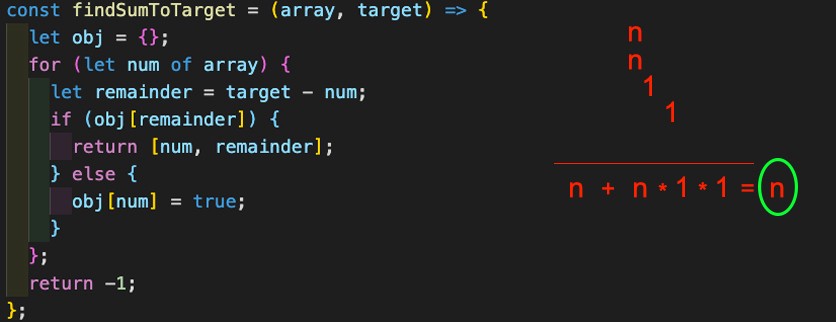 const findSumToTarget = (array, target) => {
let obj = {}; n
for (let num of array) { n
let remainder = target - num; 1
if (obj[remainder]) { 1
return [num, remainder];
} else { n + n * 1 * 1 = n
obj[num] = true;
}
};
return -1;
};